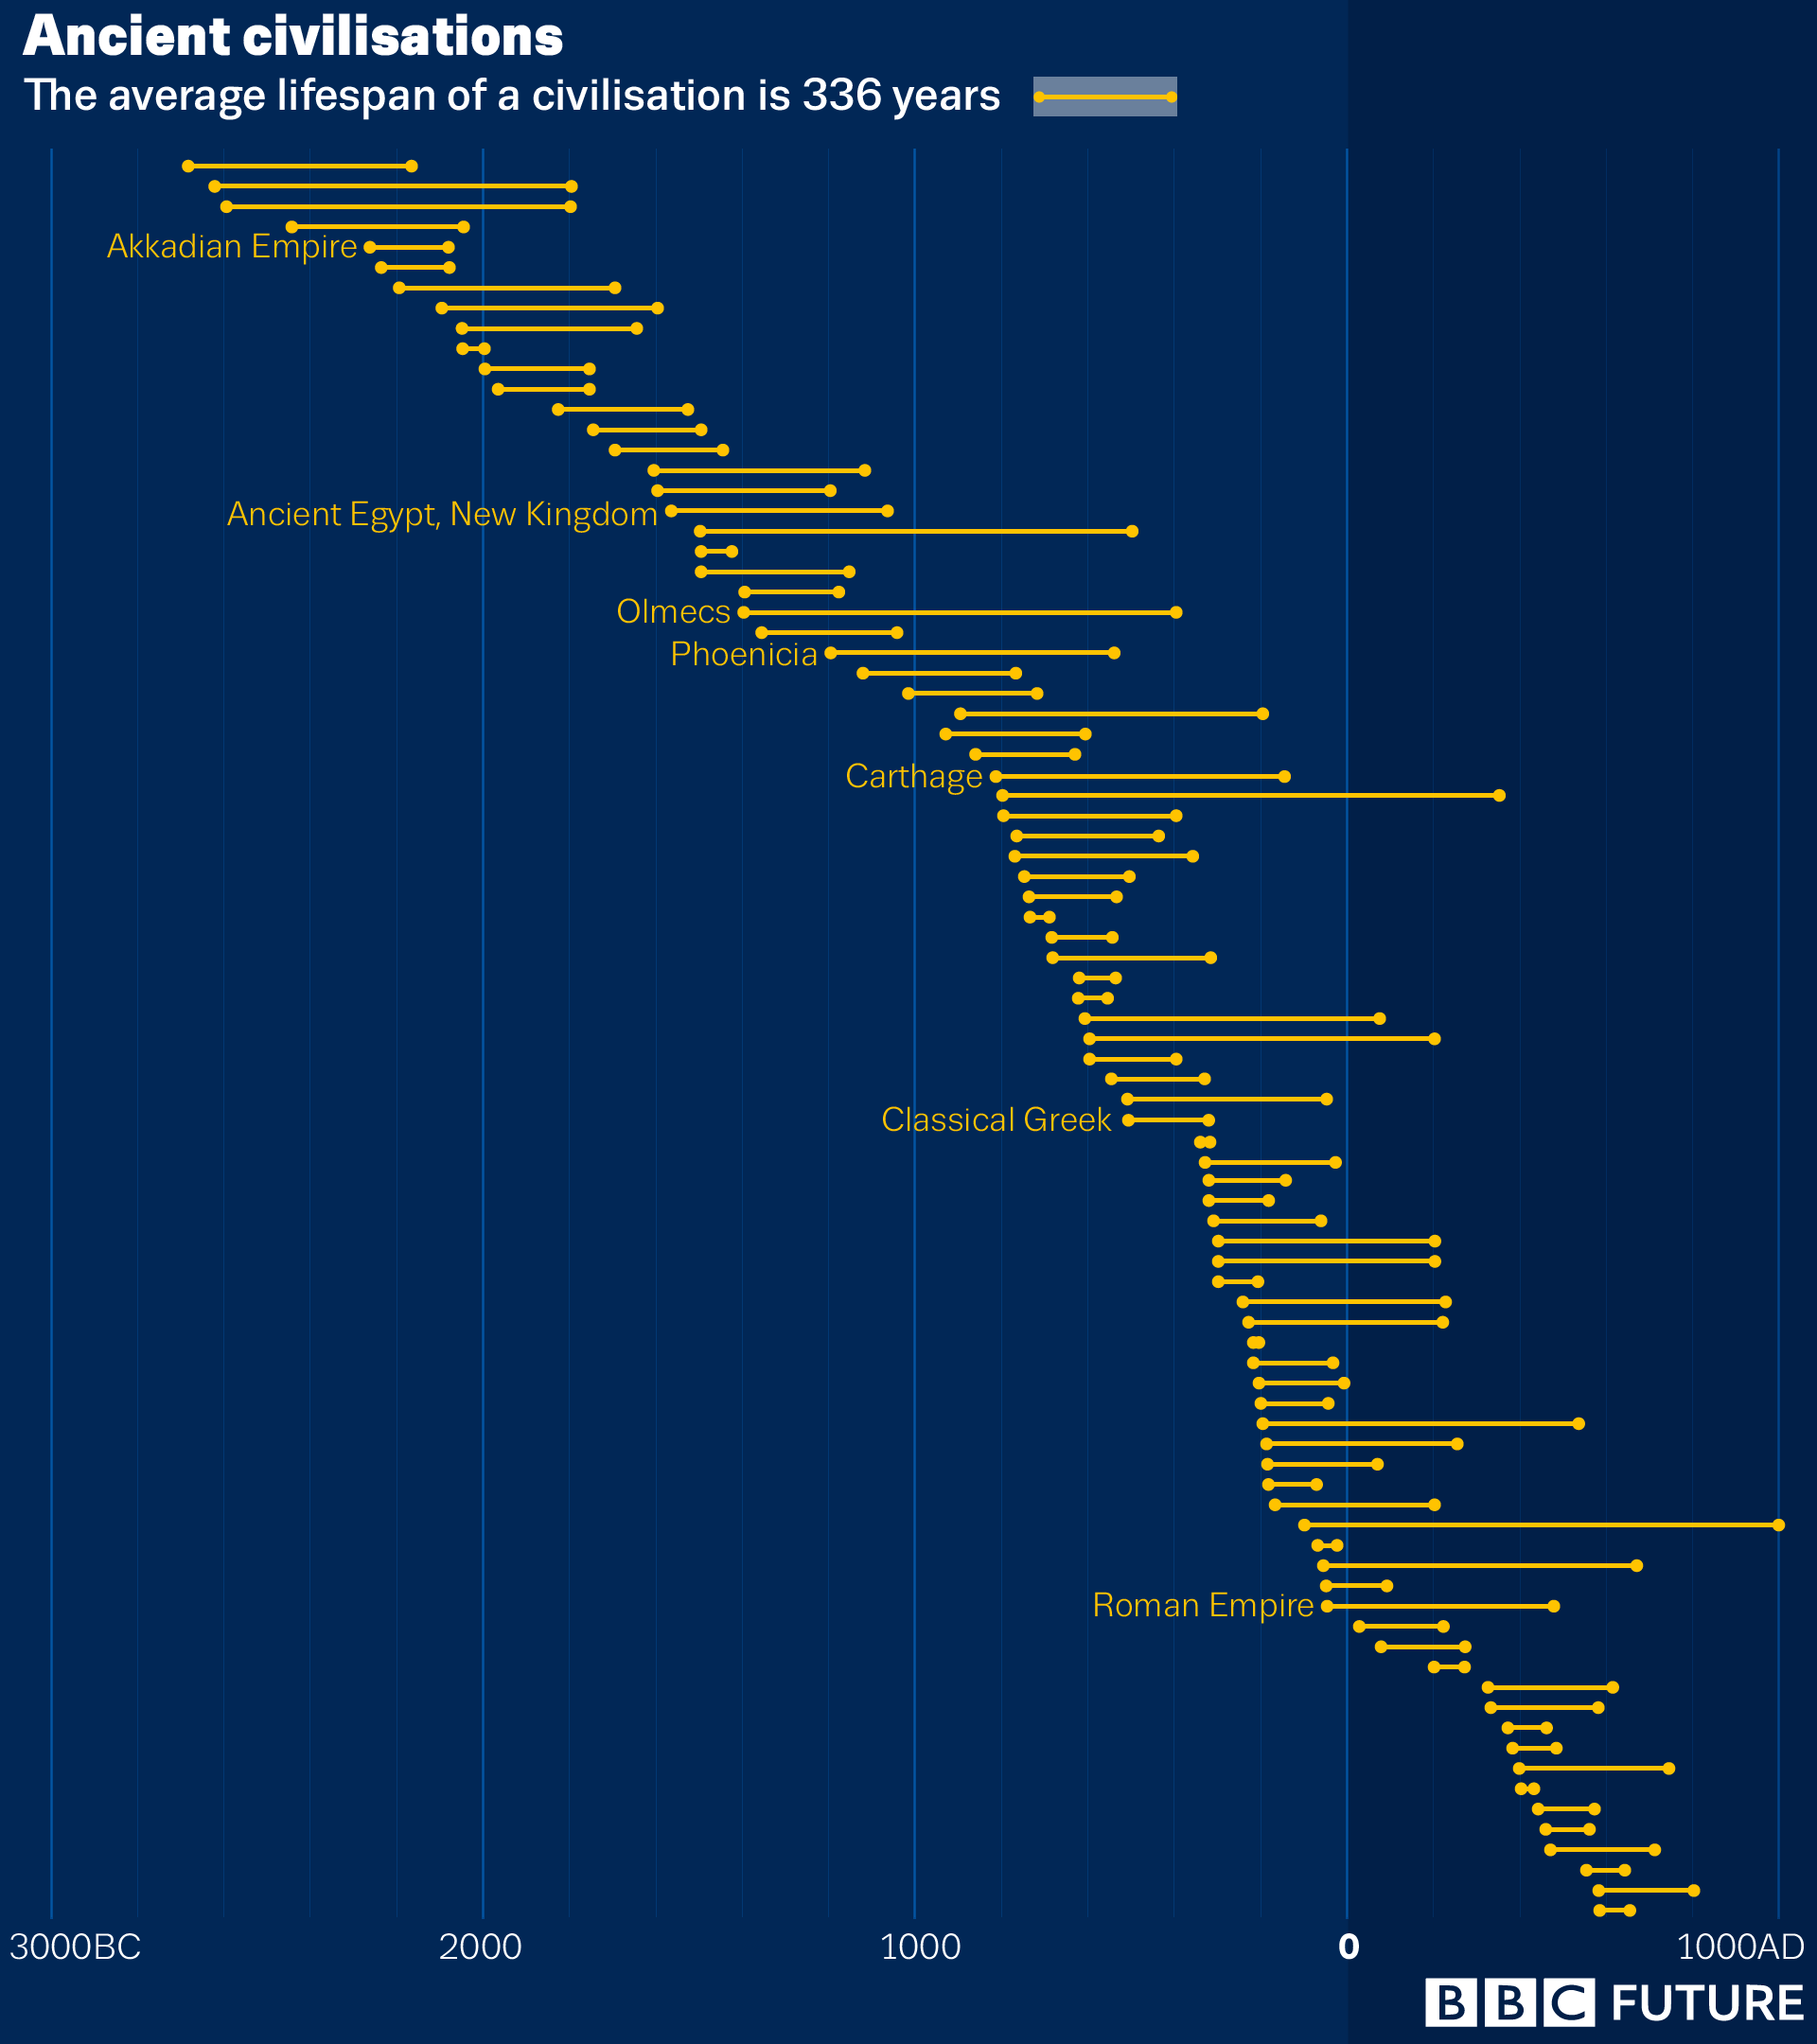 Ancient civilisations
The average lifespan of a civilisation is 336 years
Akkadian Empire
Ancient Egypt, New Kingdom
Olmecs
Phoenicia
Carthage
Classical Greek
Roman Empire
3000BC 2000 1000 0 1000AD
BBC FUTURE